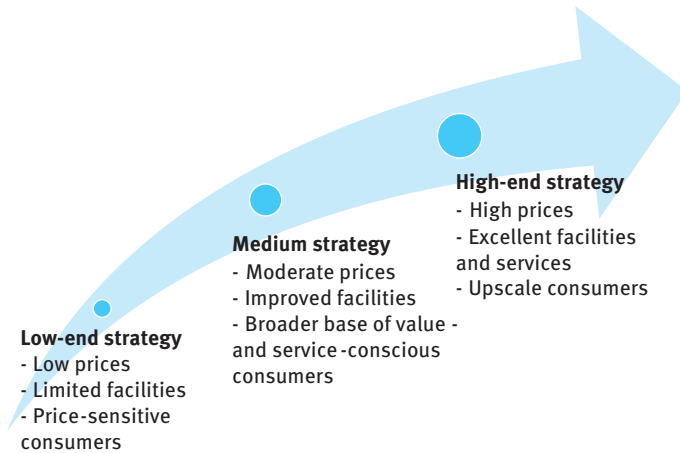 Low-end strategy
- Low prices
- Limited facilities
- Price-sensitive
consumers
Medium strategy
- Moderate prices
- Improved facilities
- Broader base of value -
and service -conscious
consumers
High-end strategy
- High prices
- Excellent facilities
and services
- Upscale consumers